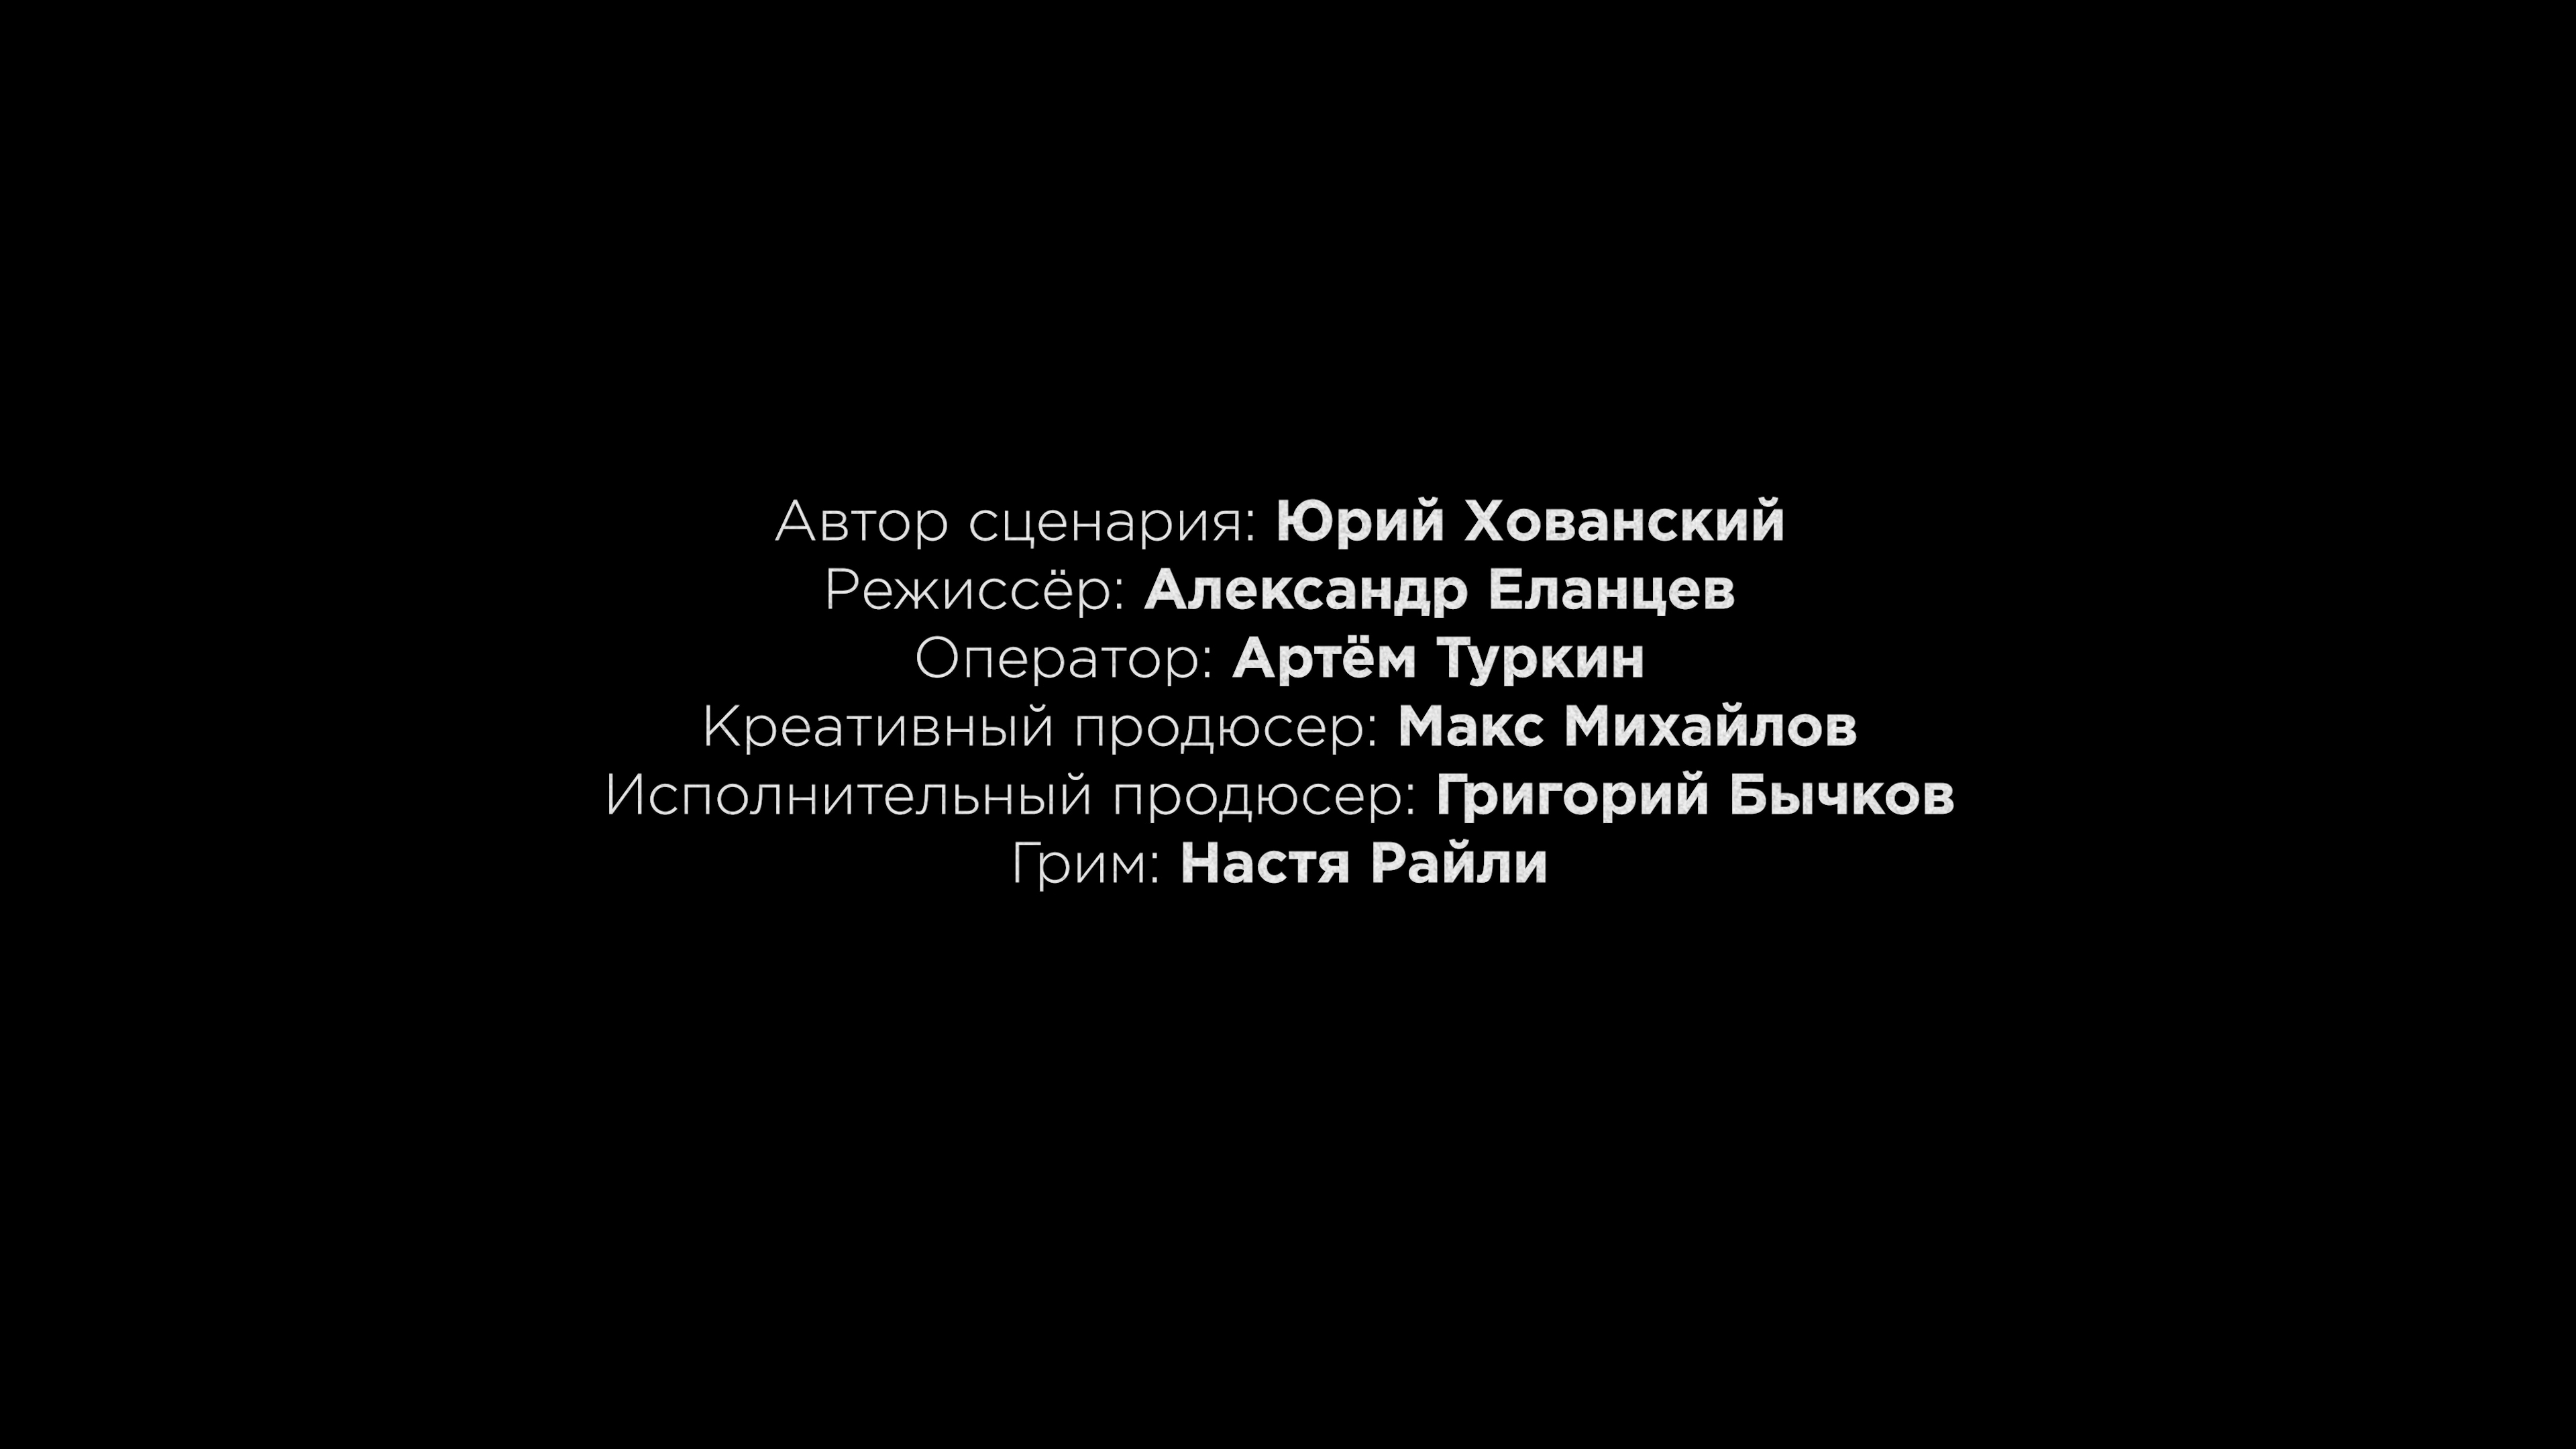 Автор сценария: Юрий Хованский
Режиссёр: Александр Еланцев
Оператор: Артём Туркин
Креативный продюсер: Макс Михайлов
Исполнительный продюсер: Григорий Бычков
Грим: Настя Райли